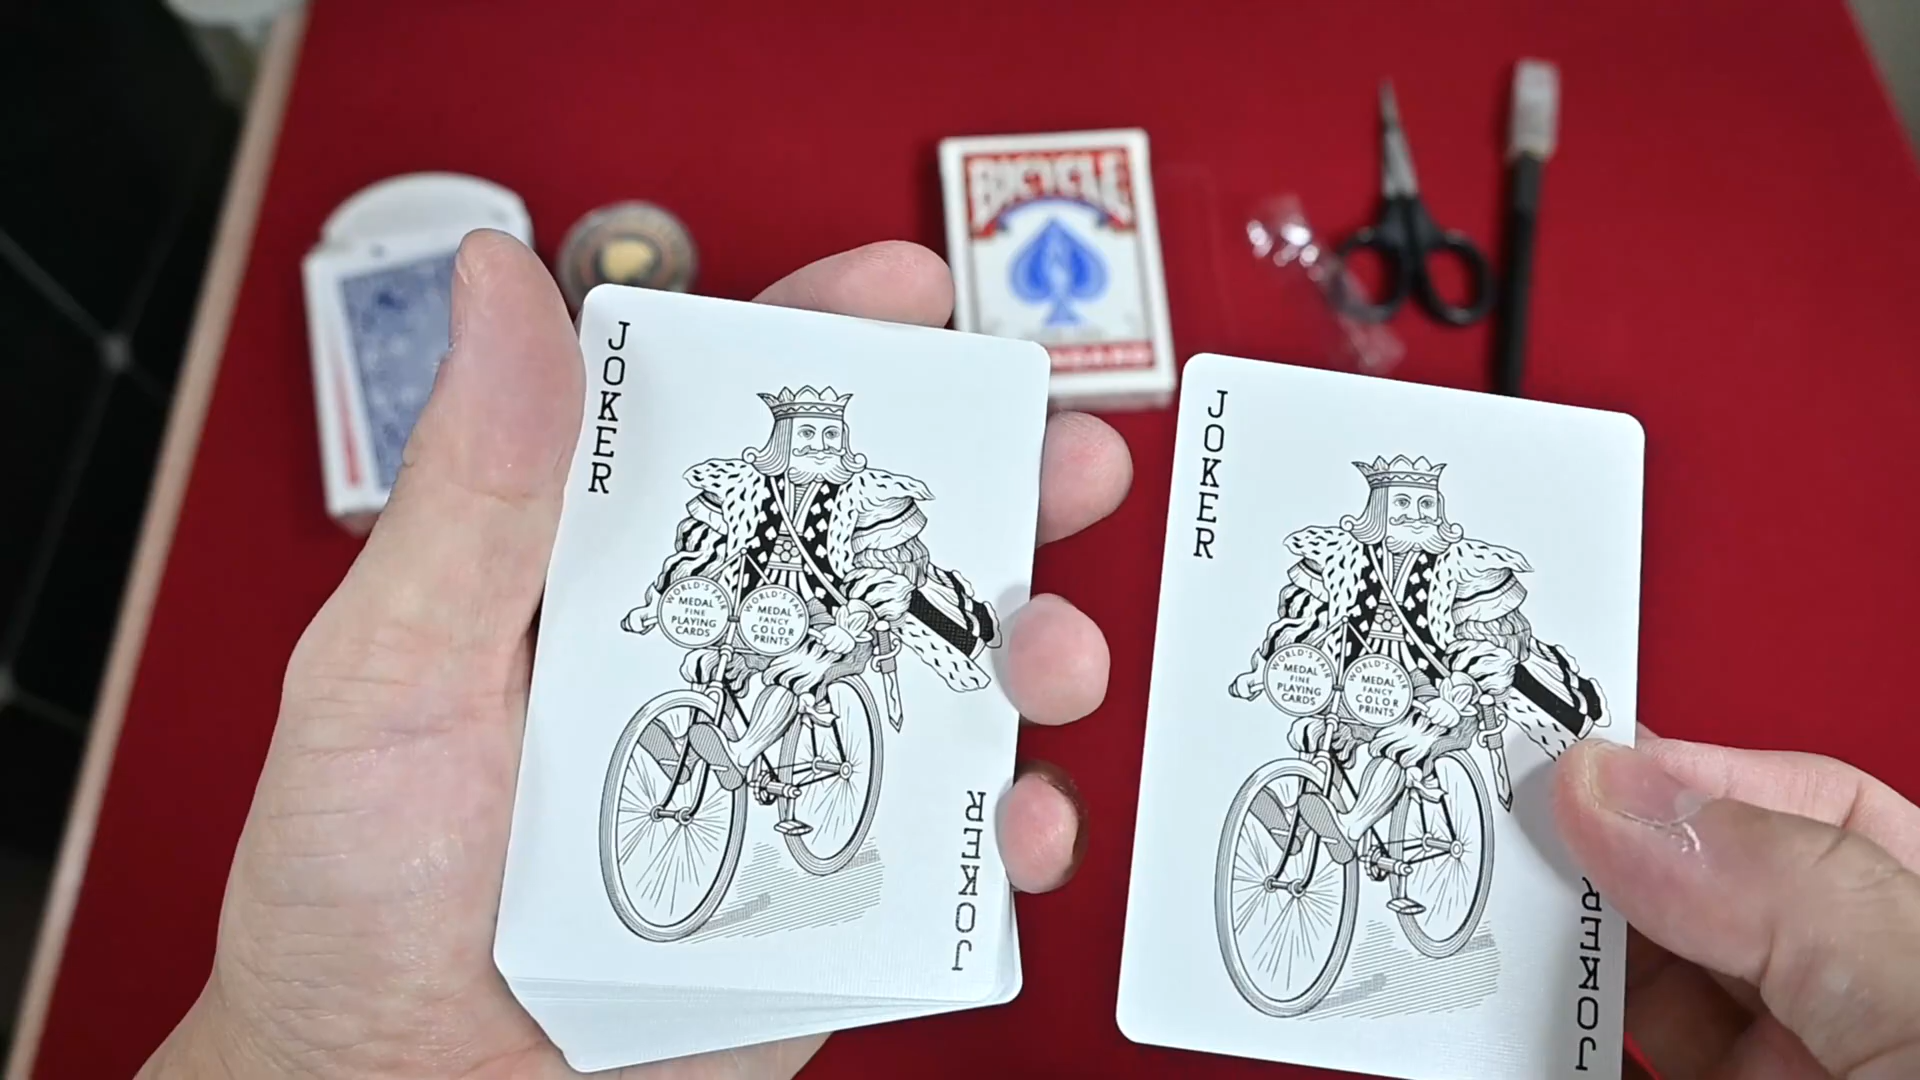 BICYCLE
JOKER
WORLD'S FAIR
MEDAL
FINE
PLAYING
CARDS
WORLD'S FAIR
MEDAL
FANCY
COLOR
PRINTS
JOKER
JOKER
WORLD'S FAIR
MEDAL
FINE
PLAYING
CARDS
WORLD'S FAIR
MEDAL
FANCY
COLOR
PRINTS
JOKER